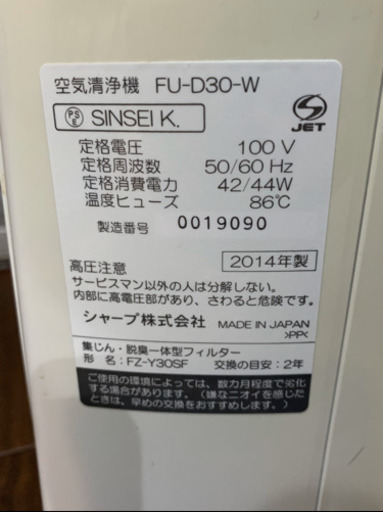 空気清浄機 FU-D30-W
PS E SINSEI K.
S JET
定格電圧 100 V
定格周波数 50/60 Hz
定格消費電力 42/44W
温度ヒューズ 86℃
製造番号 0019090
高圧注意 2014年製
サービスマン以外の人は分解しない。
内部に高電圧部があり、さわると危険です。
シャープ株式会社 MADE IN JAPAN
>PP<
集じん・脱臭一体型フィルター
形 名:FZ-Y30SF 交換の目安:2年
ご使用の環境によっては、数カ月程度で劣化
する場合があります。(嫌なニオイを感じた
ときは、早めの交換をおすすめします。)